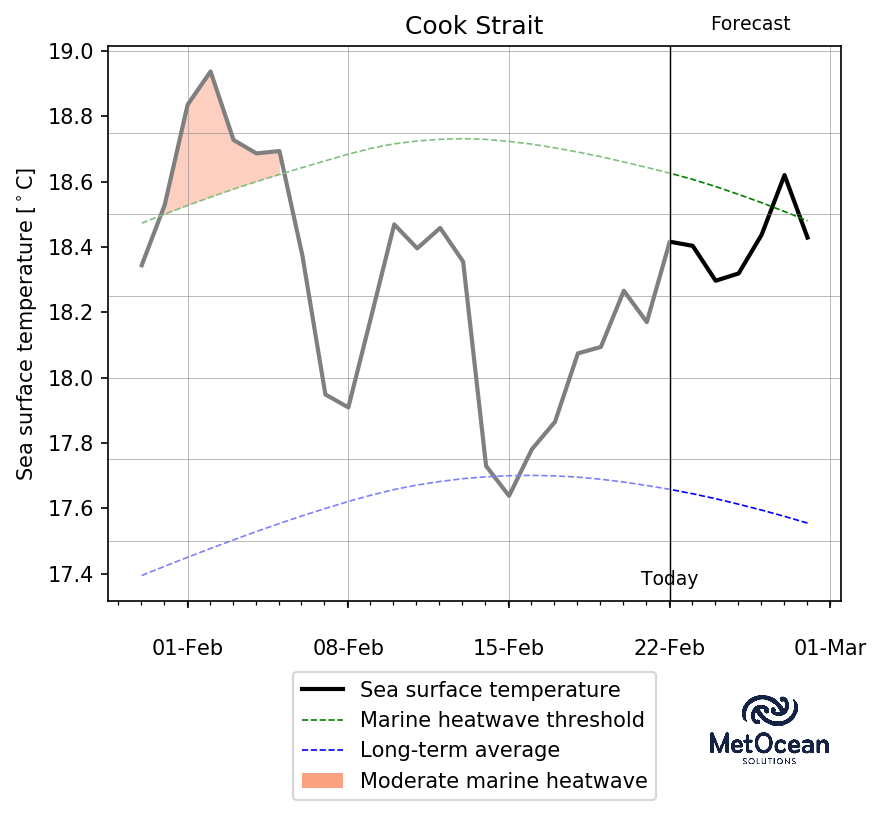 Cook Strait
Forecast
Sea surface temperature [°C]
19.0
18.8
18.6
18.4
18.2
18.0
17.8
17.6
17.4
Today
01-Feb
08-Feb
15-Feb
22-Feb
01-Mar
Sea surface temperature
Marine heatwave threshold
Long-term average
Moderate marine heatwave
MetOcean
SOLUTIONS